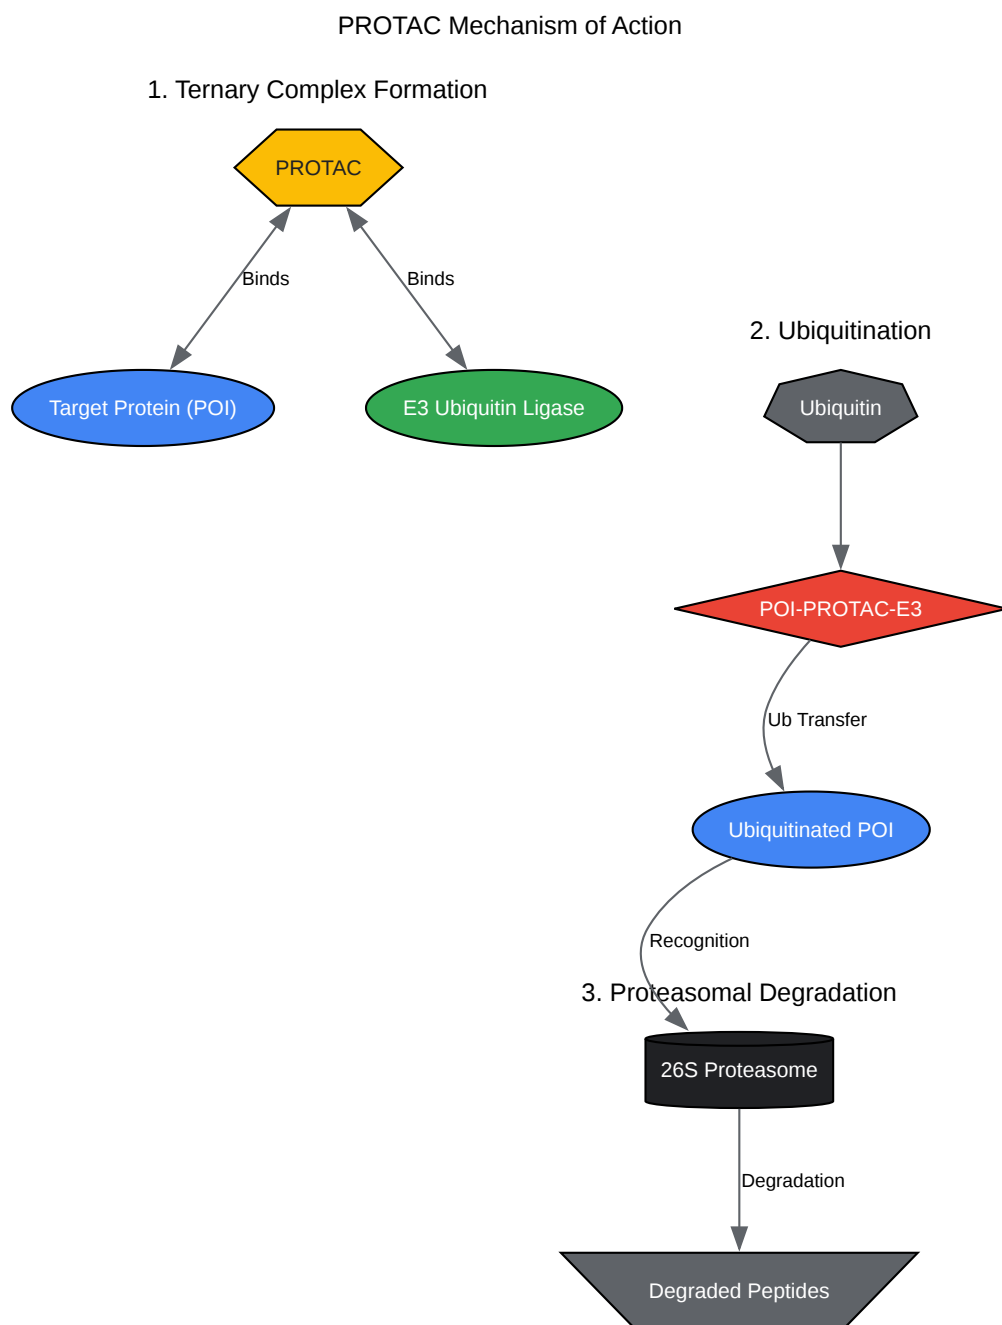 PROTAC Mechanism of Action
1. Ternary Complex Formation
PROTAC
Binds
Binds
Target Protein (POI)
E3 Ubiquitin Ligase
2. Ubiquitination
Ubiquitin
POI-PROTAC-E3
Ub Transfer
Ubiquitinated POI
Recognition
3. Proteasomal Degradation
26S Proteasome
Degradation
Degraded Peptides